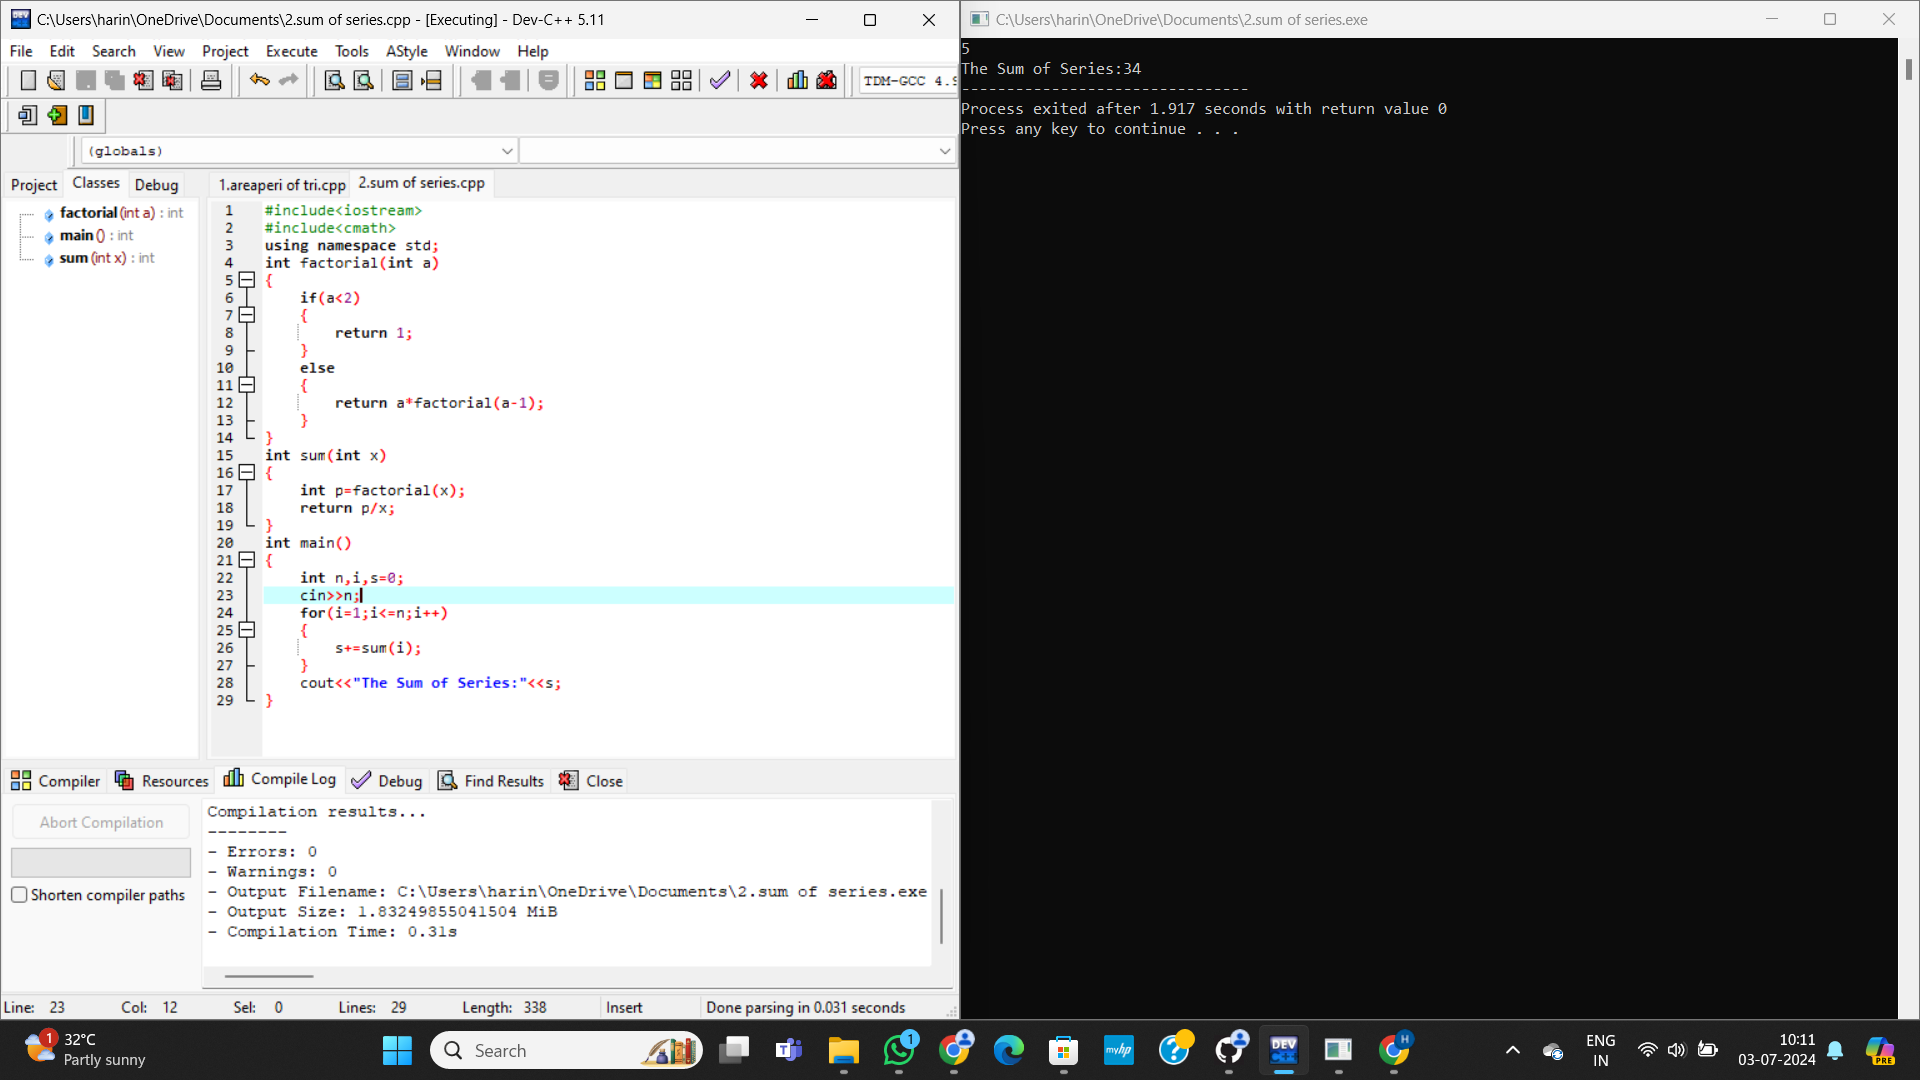 C:\Users\harin\OneDrive\Documents\2.sum of series.cpp - [Executing] - Dev-C++ 5.11
File Edit Search View Project Execute Tools AStyle Window Help
TDM-GCC 4.9
(globals)
Project Classes Debug
1.areaperi of tri.cpp 2.sum of series.cpp
factorial (int a) : int
main () : int
sum (int x) : int
1 #include<iostream>
2 #include<cmath>
3 using namespace std;
4 int factorial(int a)
5 {
6 if(a<2)
7 {
8 return 1;
9 }
10 else
11 {
12 return a*factorial(a-1);
13 }
14 }
15 int sum(int x)
16 {
17 int p=factorial(x);
18 return p/x;
19 }
20 int main()
21 {
22 int n,i,s=0;
23 cin>>n;
24 for(i=1;i<=n;i++)
25 {
26 s+=sum(i);
27 }
28 cout<<"The Sum of Series:"<<s;
29 }
Compiler Resources Compile Log Debug Find Results Close
Abort Compilation
Shorten compiler paths
Compilation results...
--------
- Errors: 0
- Warnings: 0
- Output Filename: C:\Users\harin\OneDrive\Documents\2.sum of series.exe
- Output Size: 1.83249855041504 MiB
- Compilation Time: 0.31s
Line: 23 Col: 12 Sel: 0 Lines: 29 Length: 338 Insert Done parsing in 0.031 seconds
C:\Users\harin\OneDrive\Documents\2.sum of series.exe
5
The Sum of Series:34
--------------------------------
Process exited after 1.917 seconds with return value 0
Press any key to continue . . .
1
32°C
Partly sunny
Search
1
myhp
DEV
C++
H
ENG
IN
10:11
03-07-2024
PRE